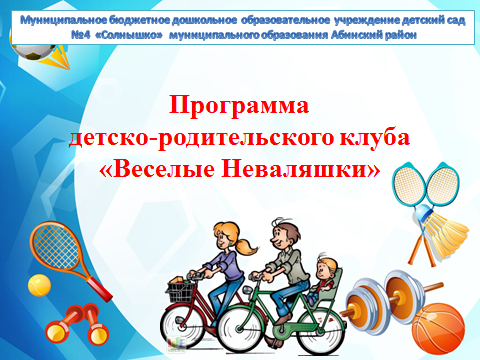 Муниципальное бюджетное дошкольное образовательное учреждение детский сад
№4 «Солнышко» муниципального образования Абинский район
Программа
детско-родительского клуба
«Веселые Неваляшки»